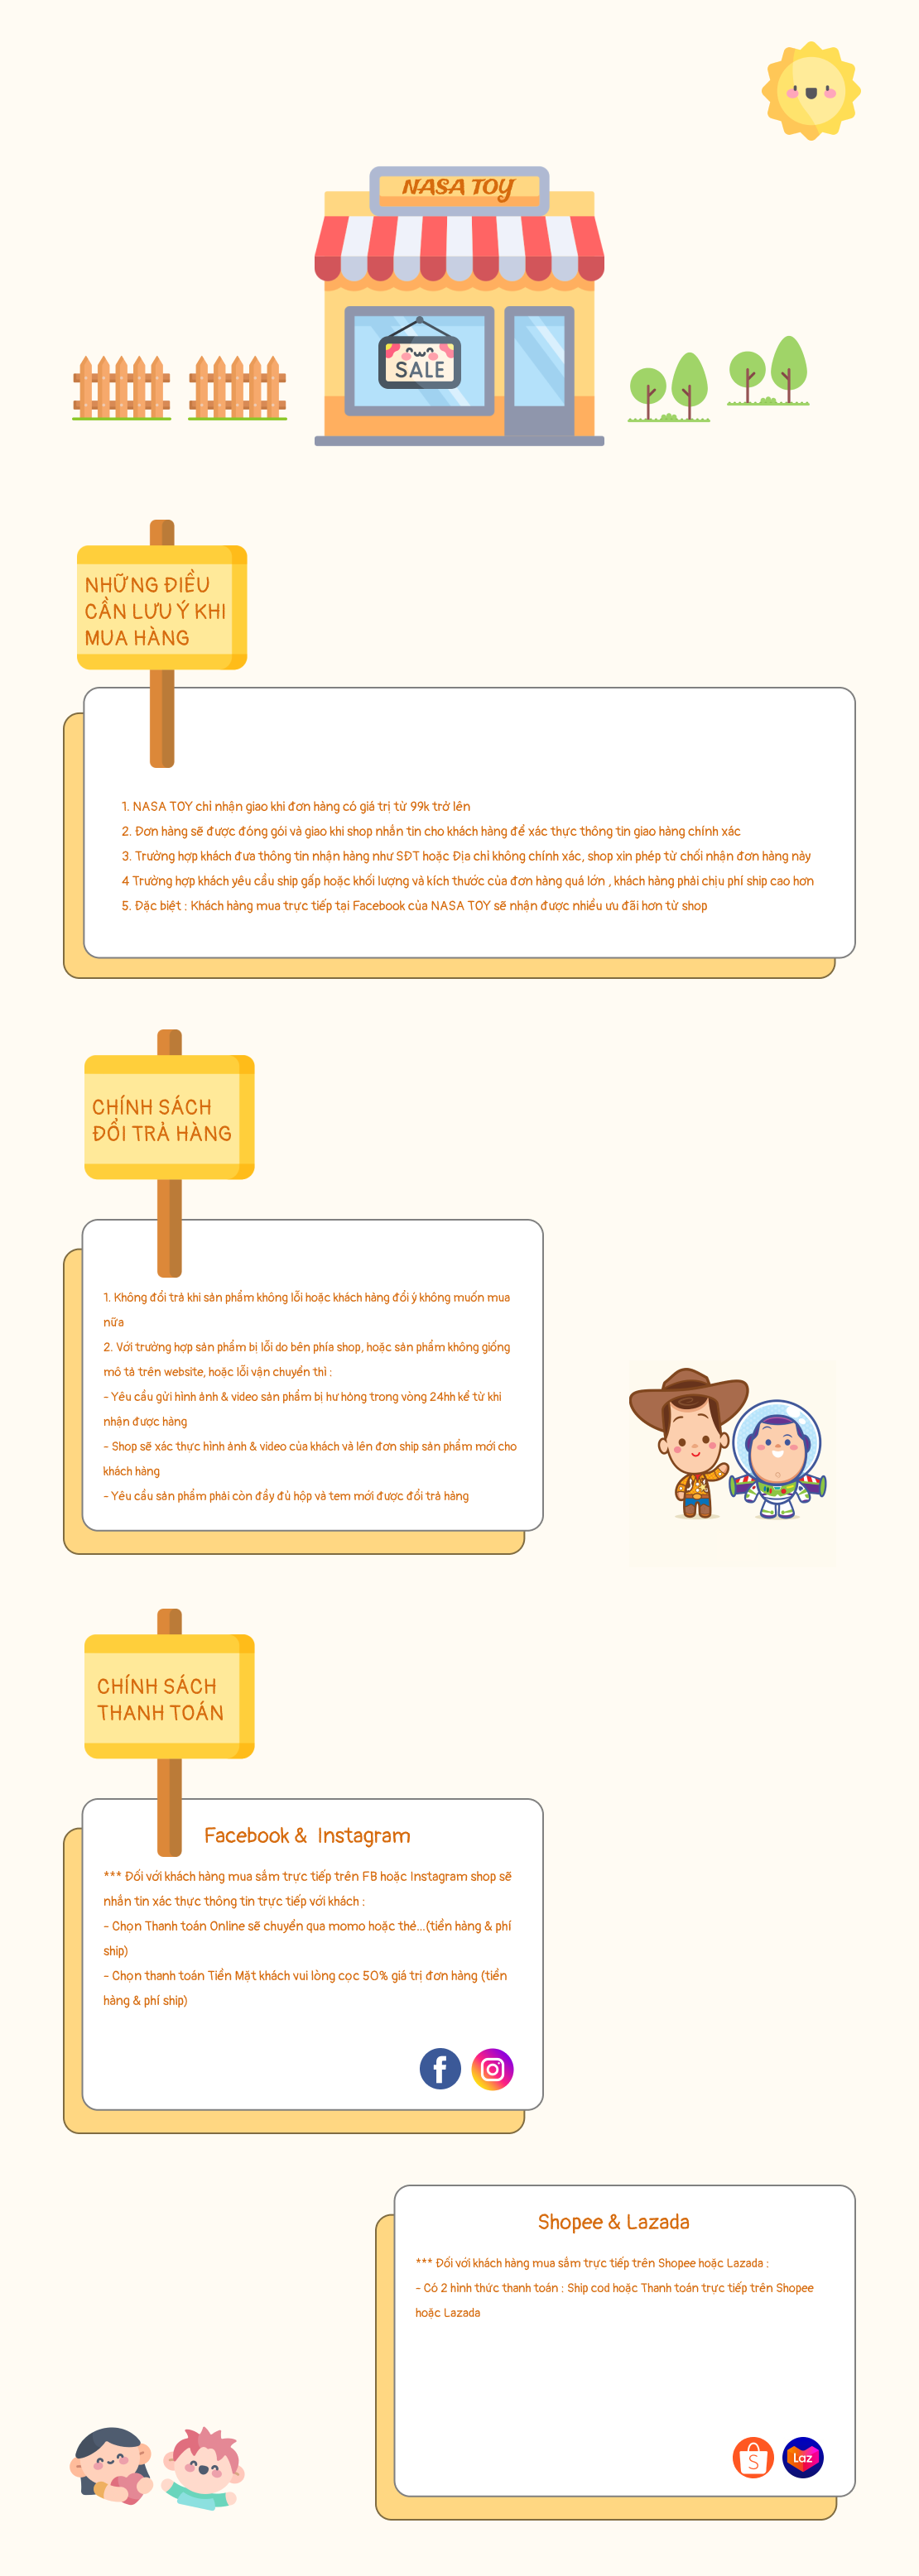 NASA TOY
SALE
NHỮNG ĐIỀU
CẦN LƯU Ý KHI
MUA HÀNG
1. NASA TOY chỉ nhận giao khi đơn hàng có giá trị từ 99k trở lên
2. Đơn hàng sẽ được đóng gói và giao khi shop nhắn tin cho khách hàng để xác thực thông tin giao hàng chính xác
3. Trường hợp khách đưa thông tin nhận hàng như SĐT hoặc Địa chỉ không chính xác, shop xin phép từ chối nhận đơn hàng này
4 Trường hợp khách yêu cầu ship gấp hoặc khối lượng và kích thước của đơn hàng quá lớn , khách hàng phải chịu phí ship cao hơn
5. Đặc biệt : Khách hàng mua trực tiếp tại Facebook của NASA TOY sẽ nhận được nhiều ưu đãi hơn từ shop
CHÍNH SÁCH
ĐỔI TRẢ HÀNG
1. Không đổi trả khi sản phẩm không lỗi hoặc khách hàng đổi ý không muốn mua
nữa
2. Với trường hợp sản phẩm bị lỗi do bên phía shop, hoặc sản phẩm không giống
mô tả trên website, hoặc lỗi vận chuyển thì :
- Yêu cầu gửi hình ảnh & video sản phẩm bị hư hỏng trong vòng 24hh kể từ khi
nhận được hàng
- Shop sẽ xác thực hình ảnh & video của khách và lên đơn ship sản phẩm mới cho
khách hàng
- Yêu cầu sản phẩm phải còn đầy đủ hộp và tem mới được đổi trả hàng
CHÍNH SÁCH
THANH TOÁN
Facebook & Instagram
*** Đối với khách hàng mua sắm trực tiếp trên FB hoặc Instagram shop sẽ
nhắn tin xác thực thông tin trực tiếp với khách :
- Chọn Thanh toán Online sẽ chuyển qua momo hoặc thẻ...(tiền hàng & phí
ship)
- Chọn thanh toán Tiền Mặt khách vui lòng cọc 50% giá trị đơn hàng (tiền
hàng & phí ship)
Shopee & Lazada
*** Đối với khách hàng mua sắm trực tiếp trên Shopee hoặc Lazada :
- Có 2 hình thức thanh toán : Ship cod hoặc Thanh toán trực tiếp trên Shopee
hoặc Lazada
Laz